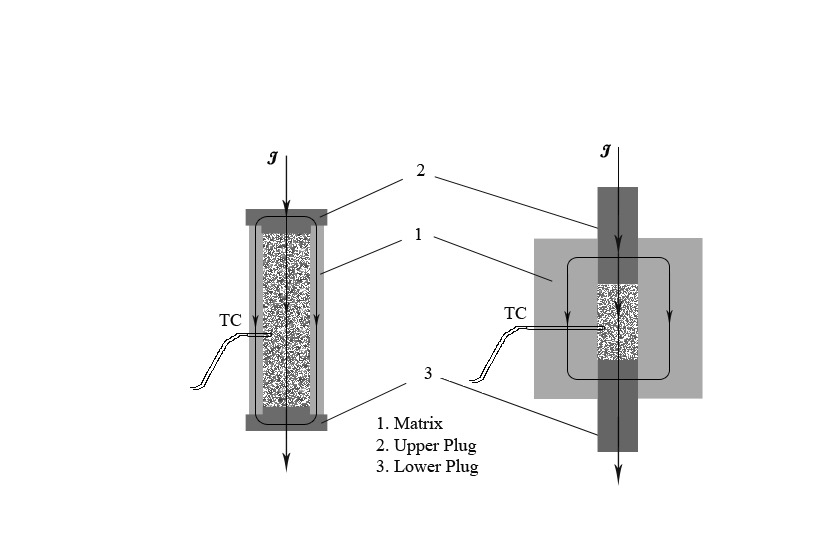 𝒥
𝒥
2
1
TC
TC
3
1. Matrix
2. Upper Plug
3. Lower Plug